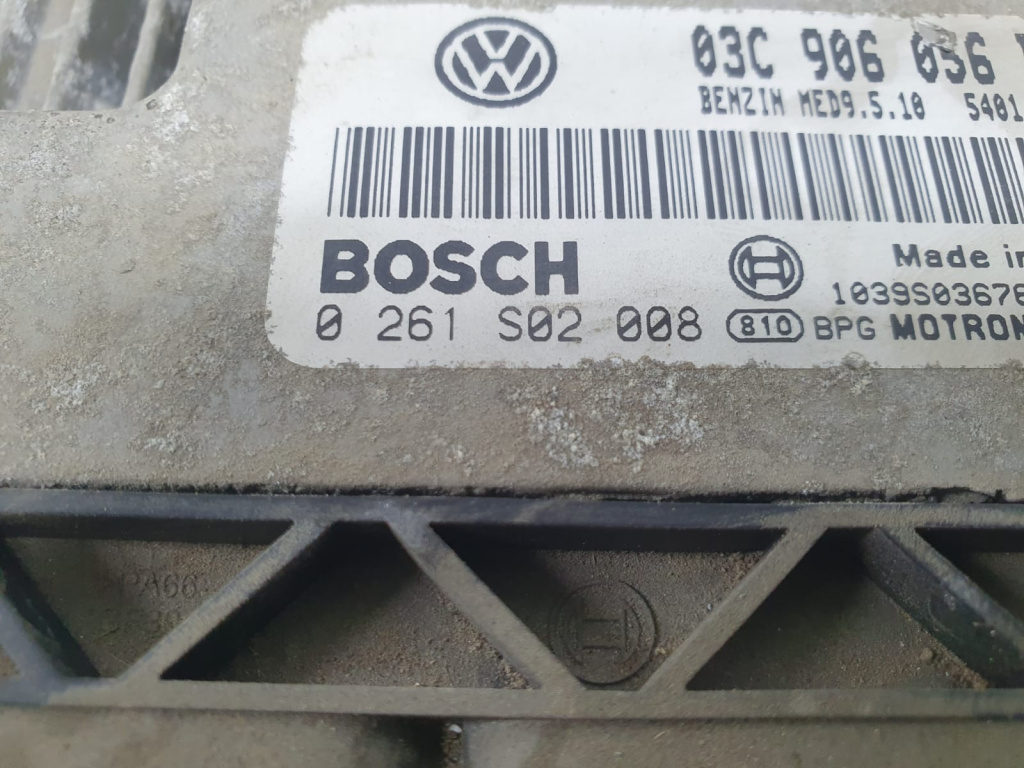 03C 906 056
BENZIN MED9.5.10 5401
BOSCH
Made in
1039S03676
0 261 S02 008 810 BPG MOTRON
PA66